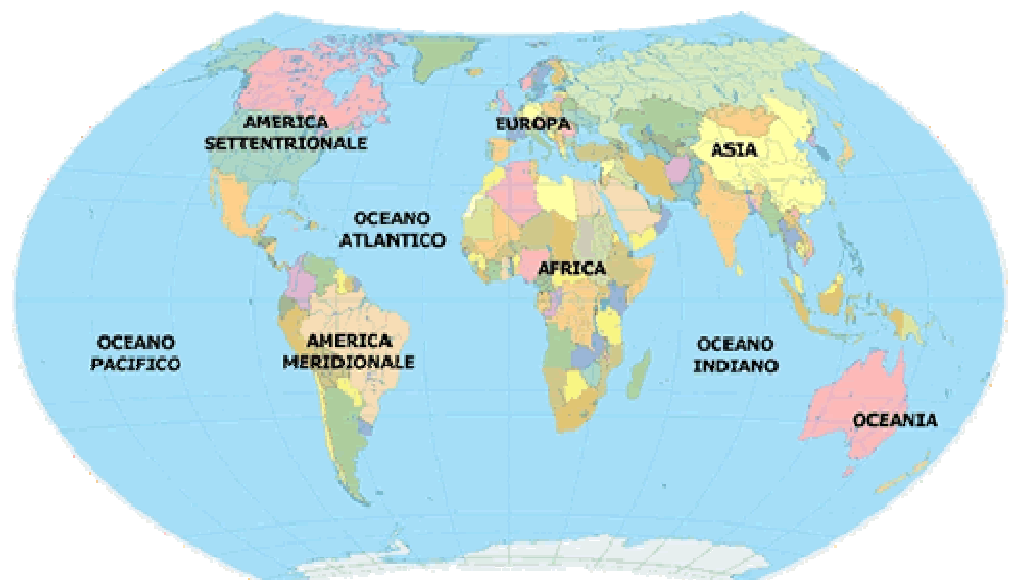 AMERICA
SETTENTRIONALE
EUROPA
ASIA
OCEANO
ATLANTICO
AFRICA
OCEANO
PACIFICO
AMERICA
MERIDIONALE
OCEANO
INDIANO
OCEANIA